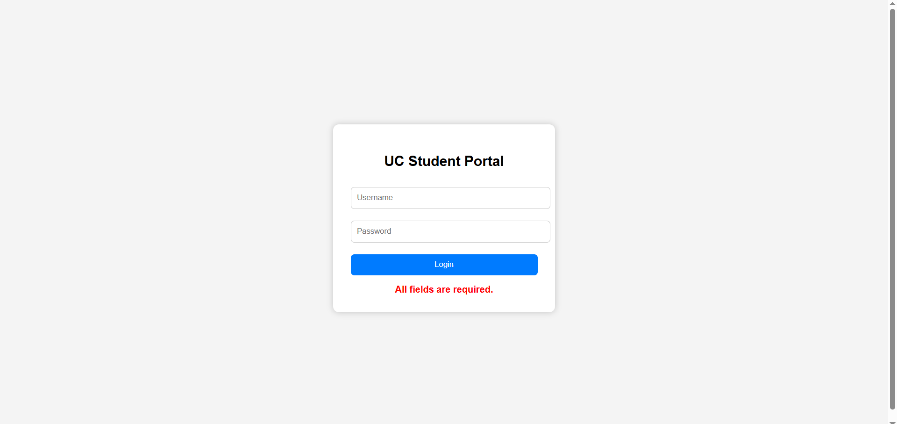 UC Student Portal
Username
Password
Login
All fields are required.